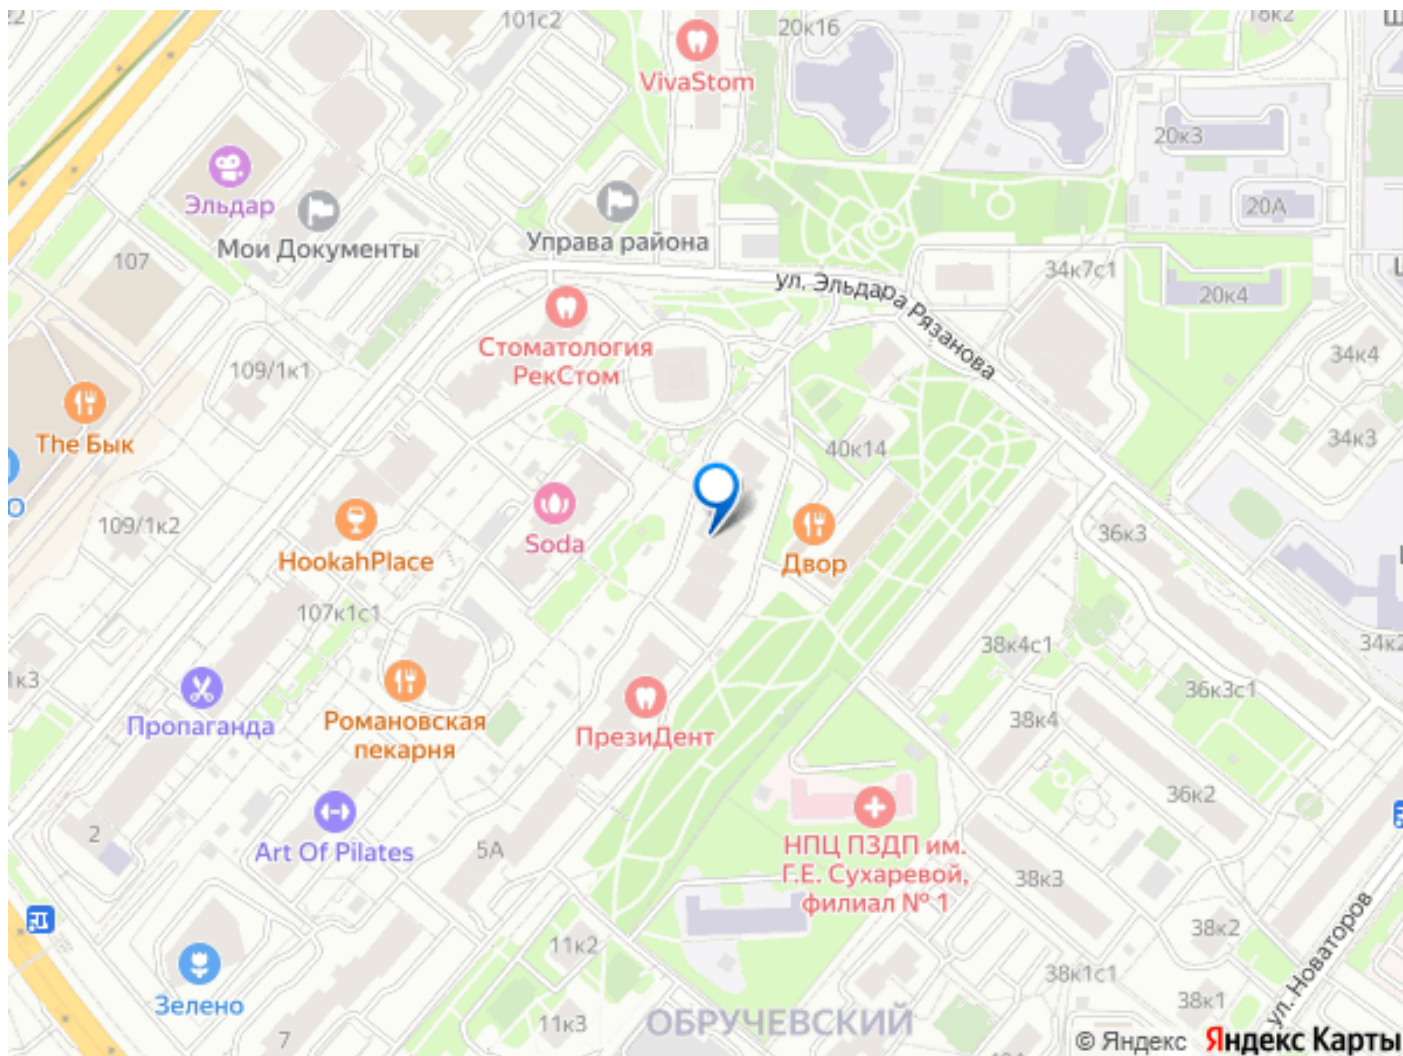 101с2
20к16
18к2
VivaStom
20к3
Эльдар
20А
Мои Документы
Управа района
107
34к7с1
ул. Эльдара Рязанова
20к4
Стоматология
РекСтом
109/1к1
34к4
The Бык
40к14
34к3
109/1к2
HookahPlace
Soda
Двор
36к3
107к1с1
38к4с1
34к2
1к3
36к3с1
Пропаганда
Романовская
пекарня
ПрезиДент
38к4
36к2
2
Art Of Pilates
5А
НПЦ ПЗДП им.
Г.Е. Сухаревой,
филиал № 1
38к3
11к2
38к2
ул. Новаторов
38к1с1
Зелено
38к1
7
11к3
ОБРУЧЕВСКИЙ
© Яндекс Яндекс Карты